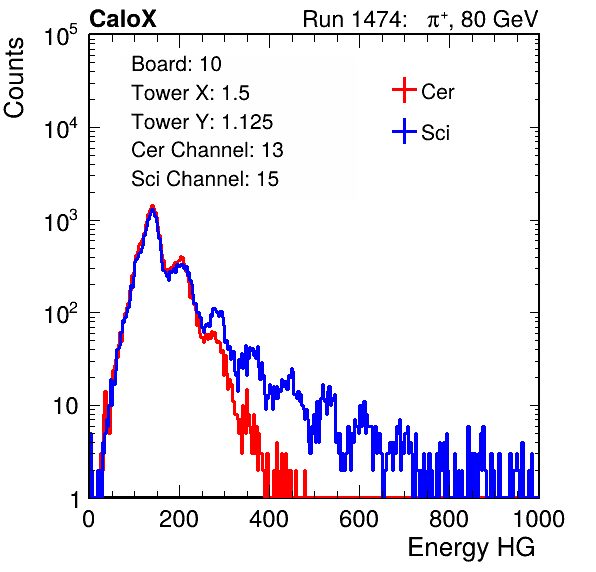 CaloX Run 1474: π⁺, 80 GeV
Counts
10⁵
10⁴
10³
10²
10
1
Board: 10
Tower X: 1.5
Tower Y: 1.125
Cer Channel: 13
Sci Channel: 15
Cer
Sci
0 200 400 600 800 1000
Energy HG